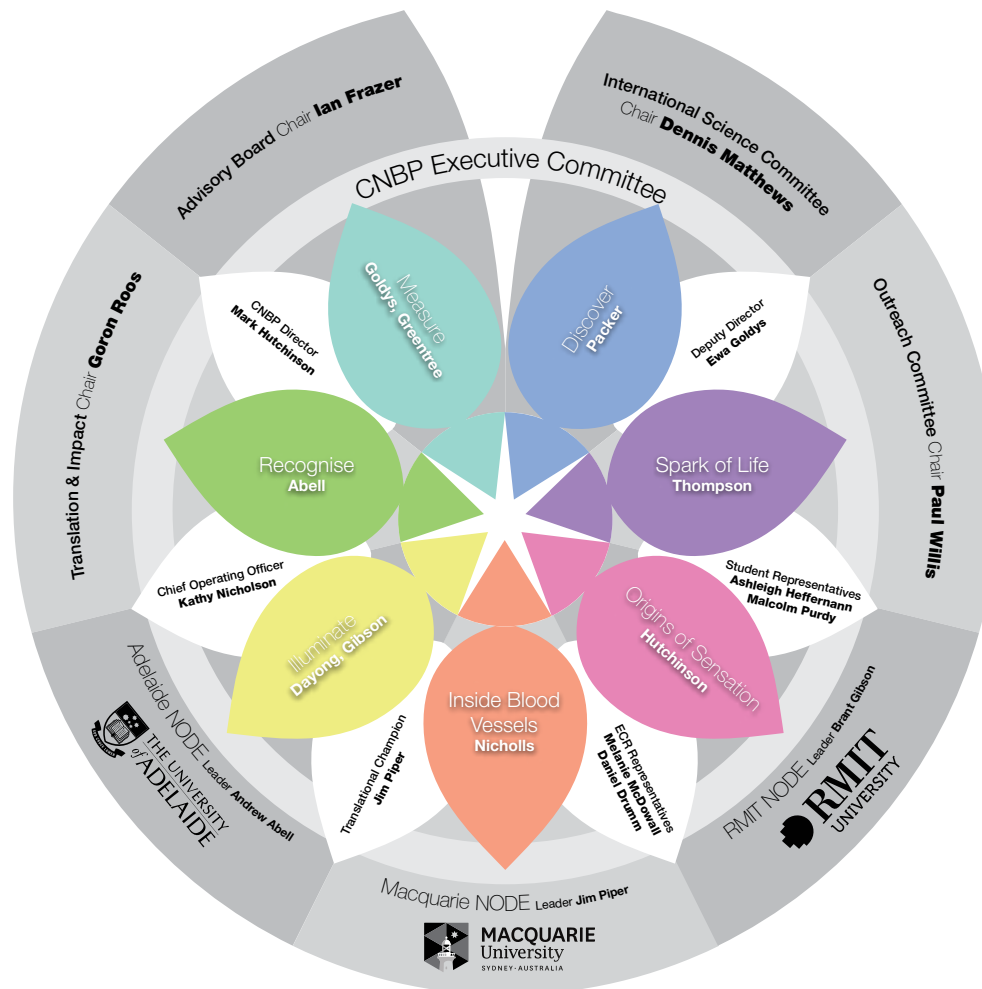 CNBP Executive Committee
Advisory Board Chair Ian Frazer
International Science Committee
Chair Dennis Matthews
Translation & Impact Chair Goron Roos
Outreach Committee Chair Paul Willis
Measure
Goldys, Greentree
Discover
Packer
CNBP Director
Mark Hutchinson
Deputy Director
Ewa Goldys
Recognise
Abell
Spark of Life
Thompson
Chief Operating Officer
Kathy Nicholson
Student Representatives
Ashleigh Heffernann
Malcolm Purdy
Illuminate
Dayong, Gibson
Origins of Sensation
Hutchinson
Inside Blood
Vessels
Nicholls
Translational Champion
Jim Piper
ECR Representatives
Melanie McDowall
Daniel Drumm
Adelaide NODE Leader Andrew Abell
THE UNIVERSITY
of ADELAIDE
RMIT NODE Leader Brant Gibson
RMIT
UNIVERSITY
Macquarie NODE Leader Jim Piper
MACQUARIE
University
SYDNEY·AUSTRALIA